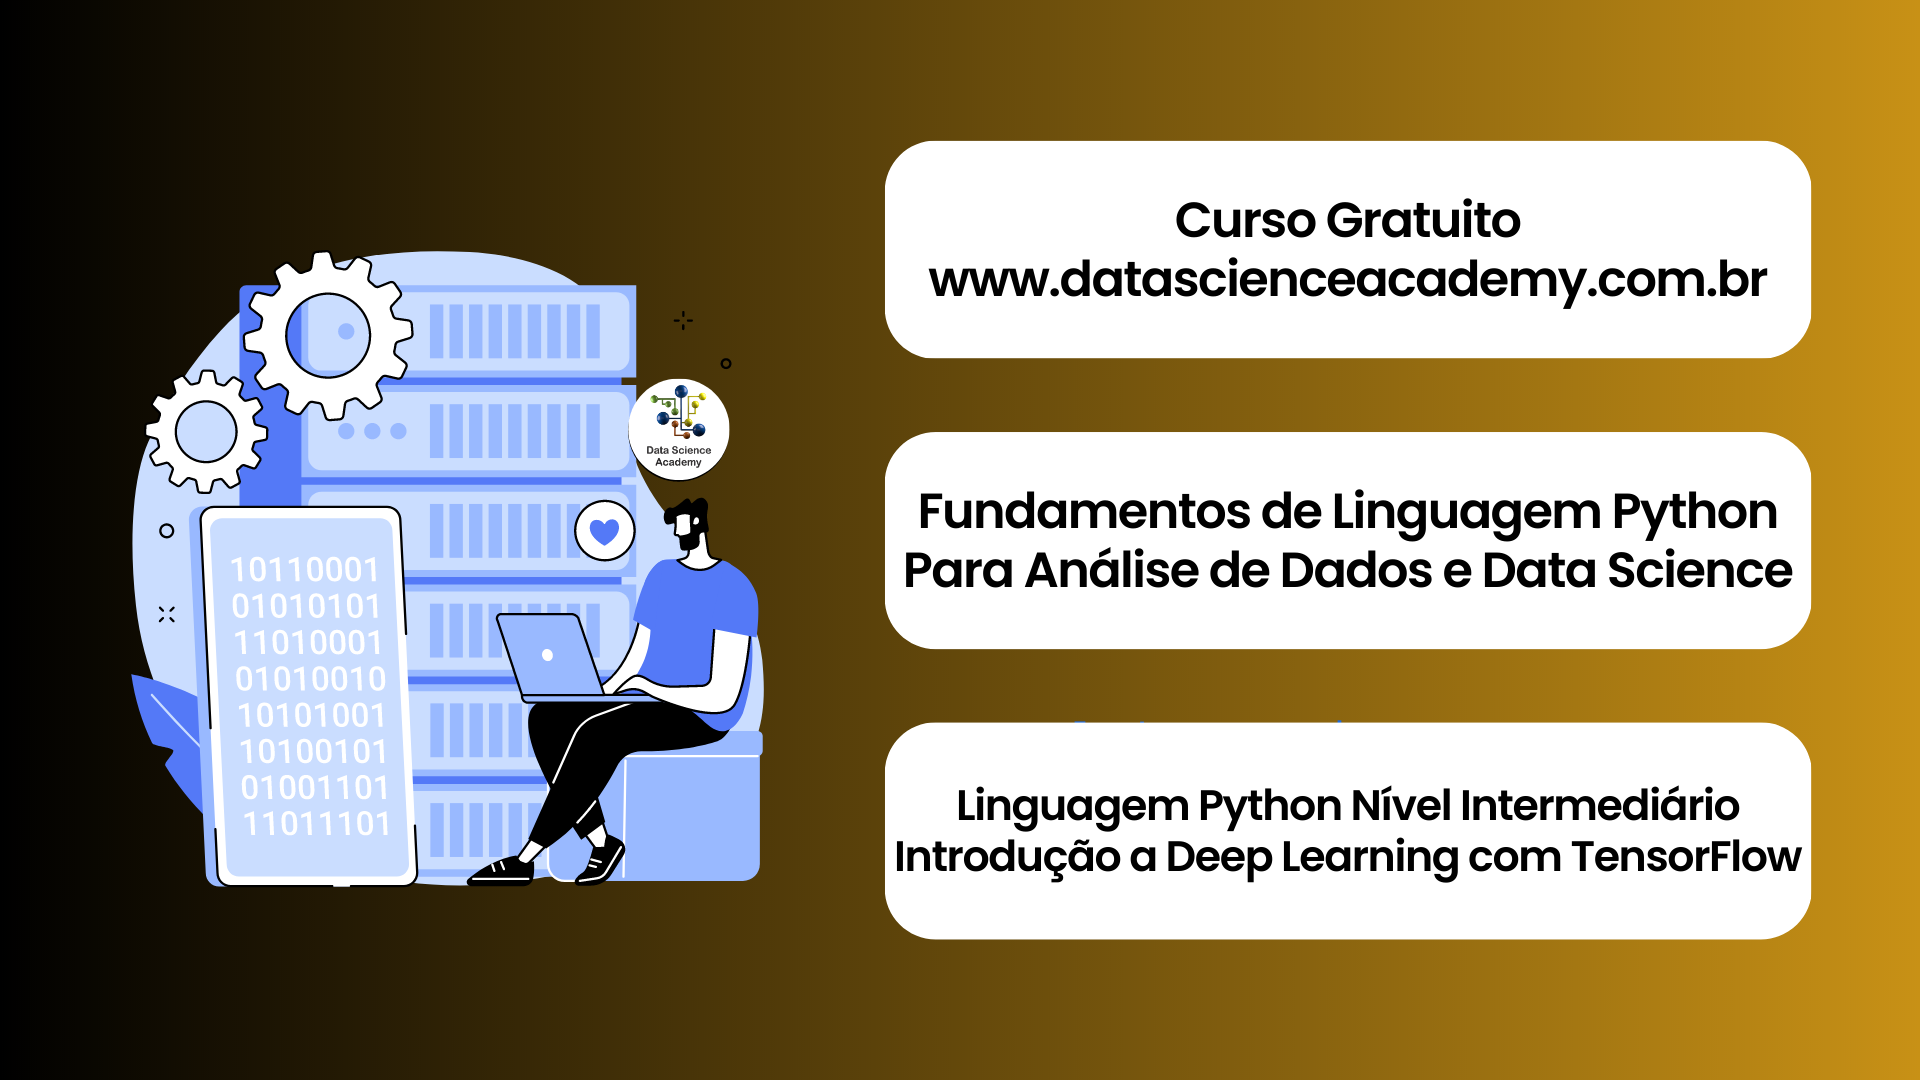 Curso Gratuito
www.datascienceacademy.com.br
Fundamentos de Linguagem Python
Para Análise de Dados e Data Science
Linguagem Python Nível Intermediário
Introdução a Deep Learning com TensorFlow
Data Science
Academy
10110001
01010101
11010001
01010010
10101001
10100101
01001101
11011101